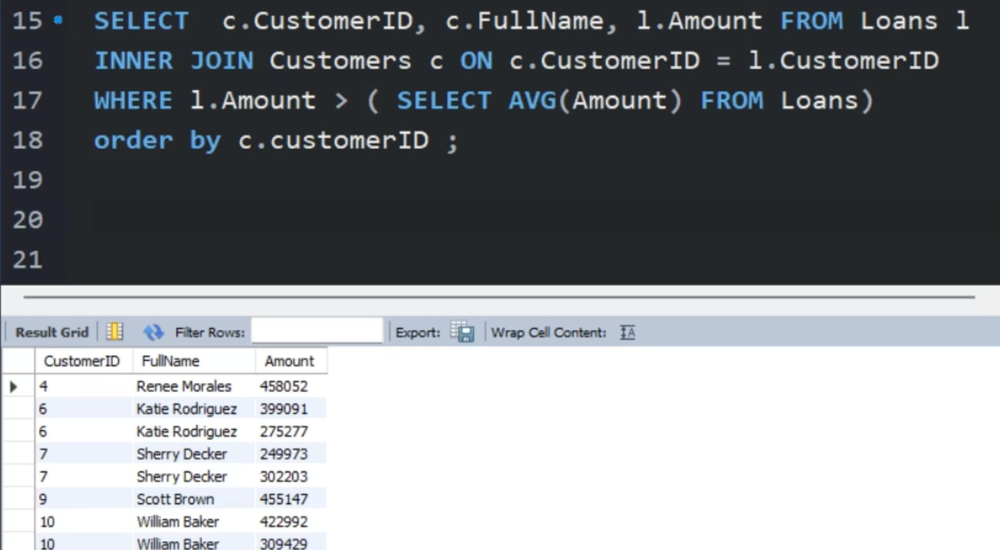 15 SELECT  c.CustomerID, c.FullName, l.Amount FROM Loans l
16 INNER JOIN Customers c ON c.CustomerID = l.CustomerID
17 WHERE l.Amount > ( SELECT AVG(Amount) FROM Loans)
18 order by c.customerID ;
19
20
21
Result Grid Filter Rows: Export: Wrap Cell Content: A
CustomerID FullName Amount
4 Renee Morales 458052
6 Katie Rodriguez 399091
6 Katie Rodriguez 275277
7 Sherry Decker 249973
7 Sherry Decker 302203
9 Scott Brown 455147
10 William Baker 422992
10 William Baker 309429